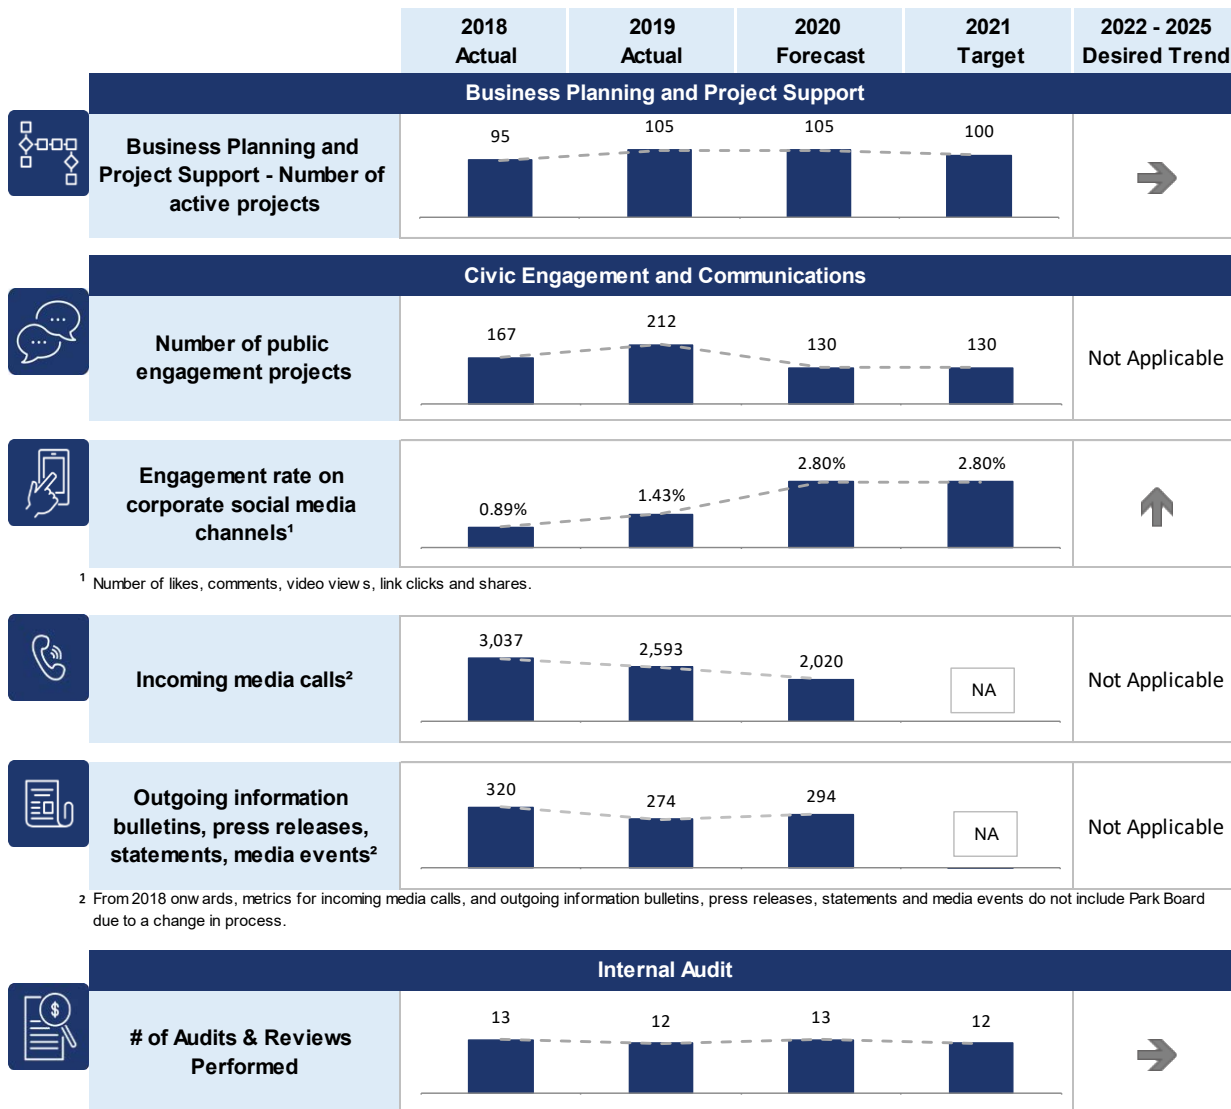 2018 2019 2020 2021 2022 - 2025
Actual Actual Forecast Target Desired Trend
Business Planning and Project Support
Business Planning and
Project Support - Number of
active projects
95 105 105 100
Civic Engagement and Communications
Number of public
engagement projects
167 212 130 130
Not Applicable
Engagement rate on
corporate social media
channels¹
0.89% 1.43% 2.80% 2.80%
¹ Number of likes, comments, video views, link clicks and shares.
Incoming media calls²
3,037 2,593 2,020 NA
Not Applicable
Outgoing information
bulletins, press releases,
statements, media events²
320 274 294 NA
Not Applicable
² From 2018 onwards, metrics for incoming media calls, and outgoing information bulletins, press releases, statements and media events do not include Park Board
due to a change in process.
Internal Audit
# of Audits & Reviews
Performed
13 12 13 12
$